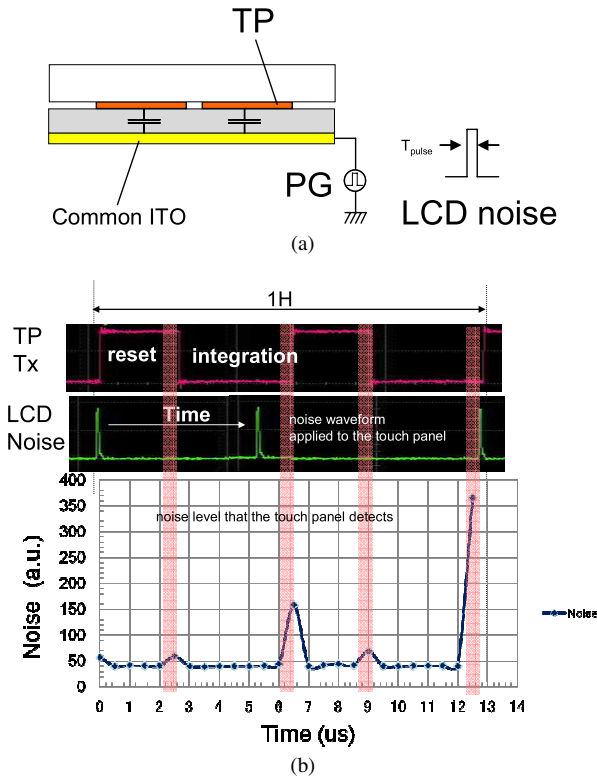 TP
T pulse
PG
Common ITO
LCD noise
(a)
1H
TP
Tx
reset
integration
LCD
Noise
Time
noise waveform
applied to the touch panel
400
350
300
250
200
150
100
50
0
noise level that the touch panel detects
Noise (a.u.)
Noise
0 1 2 3 4 5 6 7 8 9 10 11 12 13 14
Time (us)
(b)